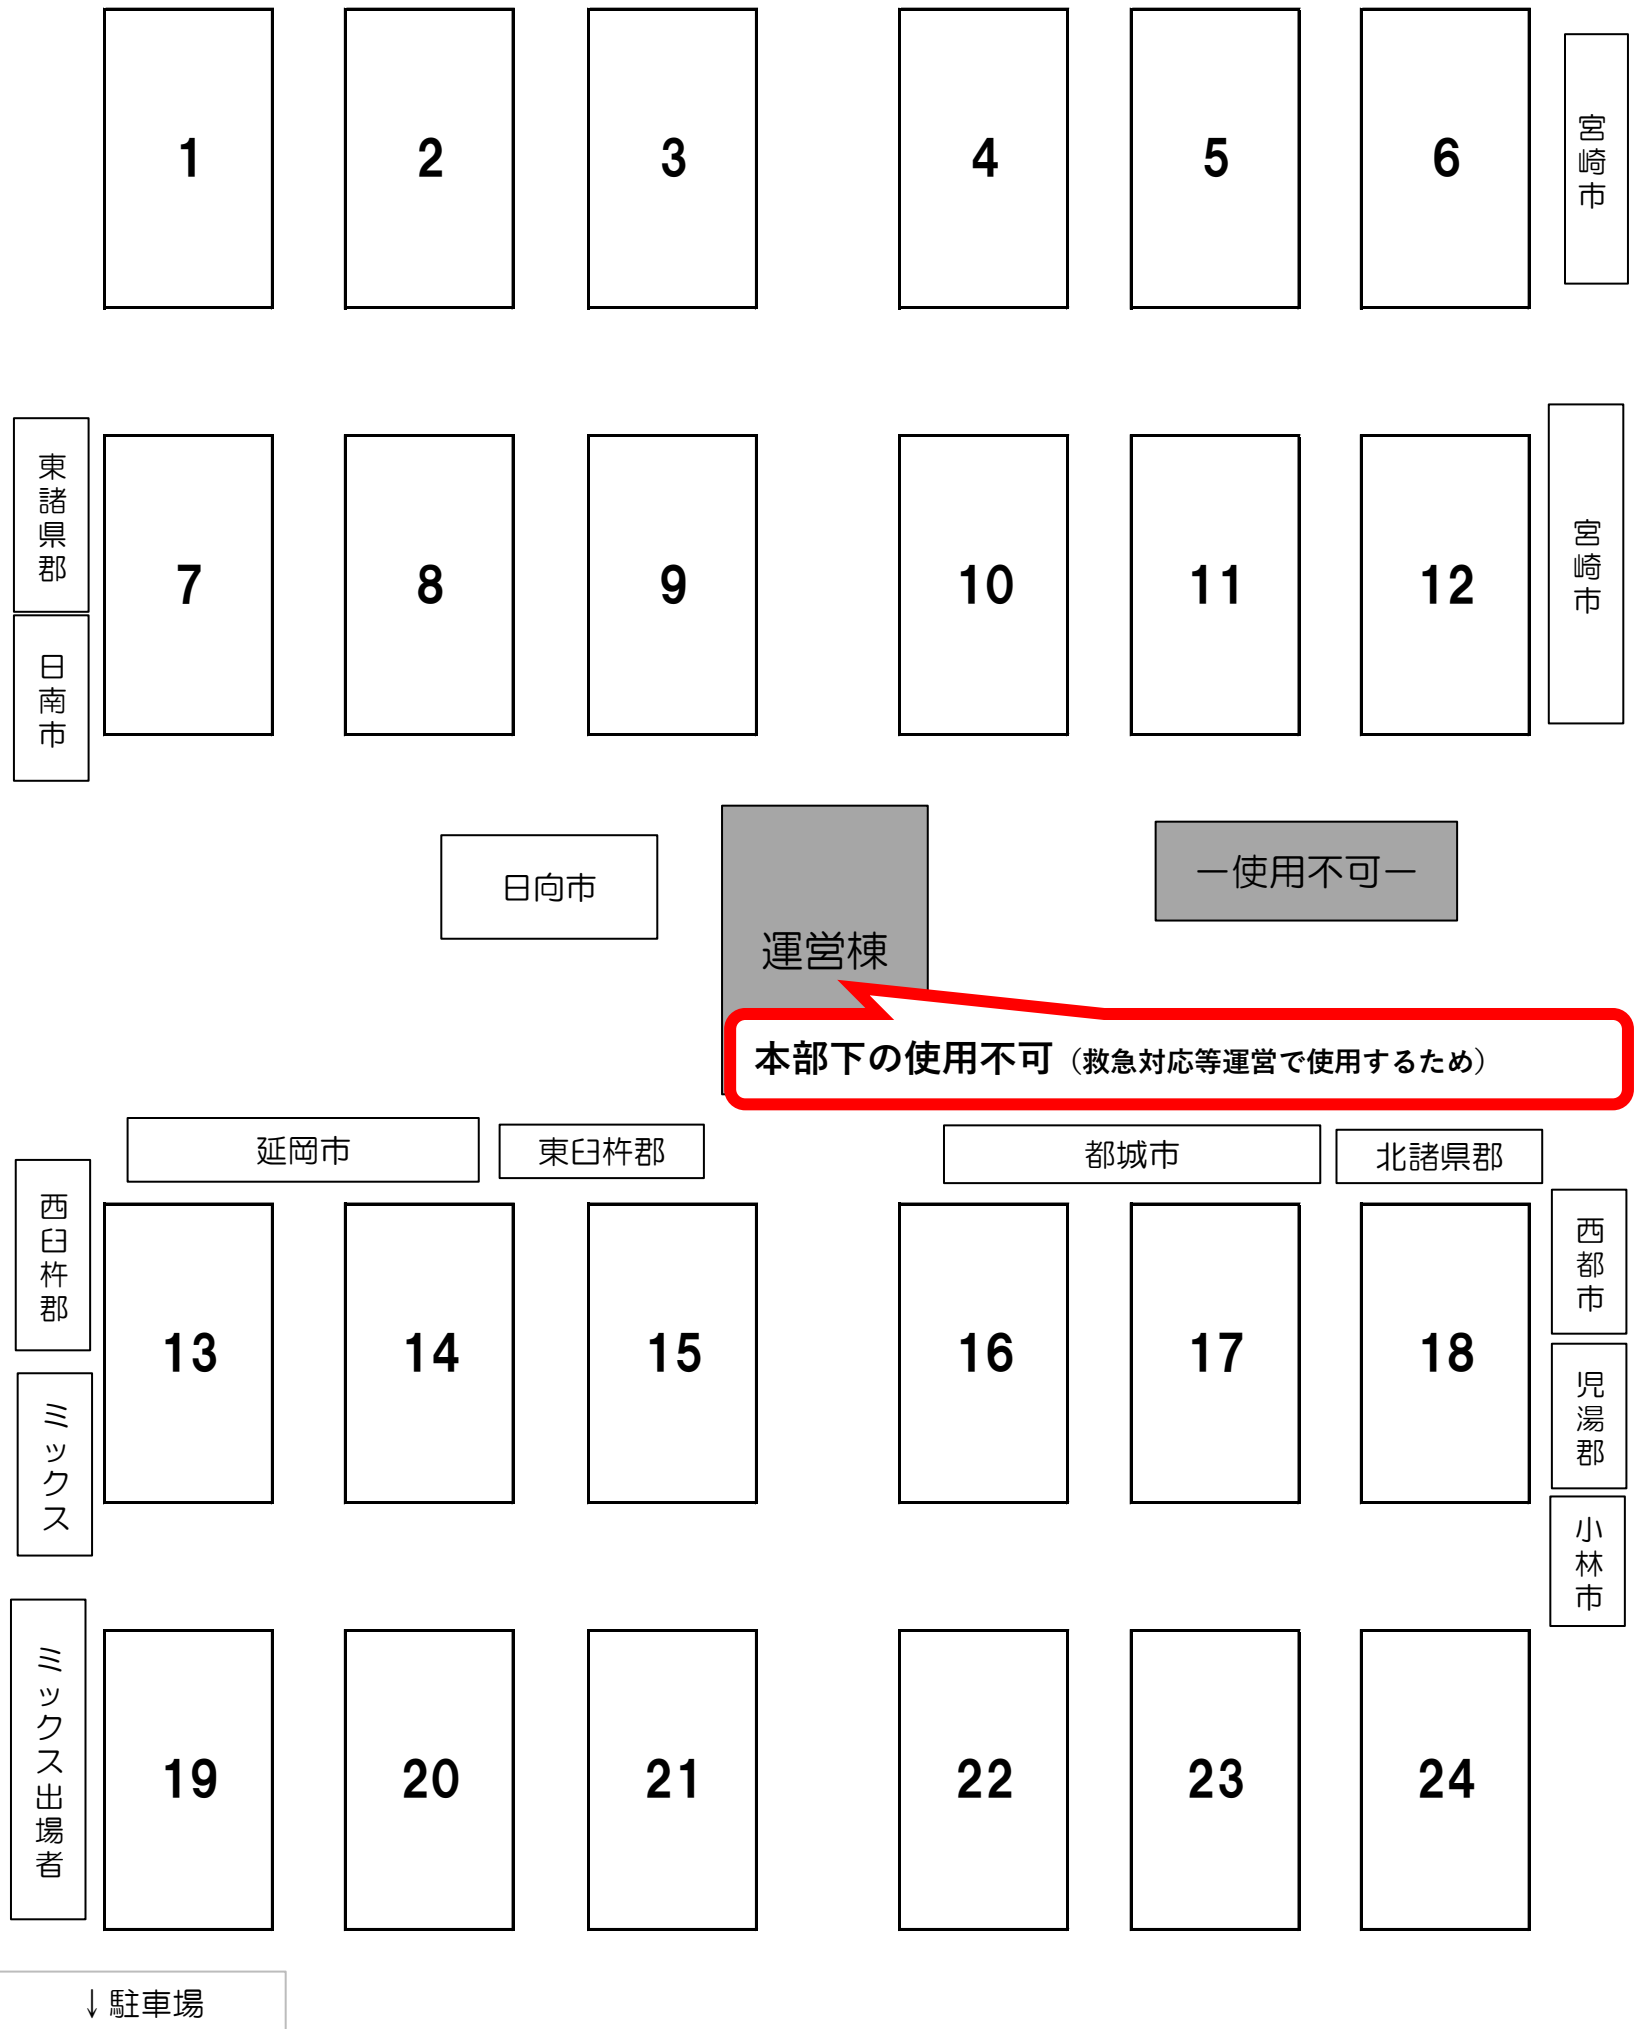 1
2
3
4
5
6
宮崎市
東諸県郡
日南市
7
8
9
10
11
12
宮崎市
日向市
運営棟
ー使用不可ー
本部下の使用不可（救急対応等運営で使用するため）
延岡市
東臼杵郡
都城市
北諸県郡
西臼杵郡
ミックス
13
14
15
16
17
18
西都市
児湯郡
小林市
ミックス出場者
19
20
21
22
23
24
↓駐車場